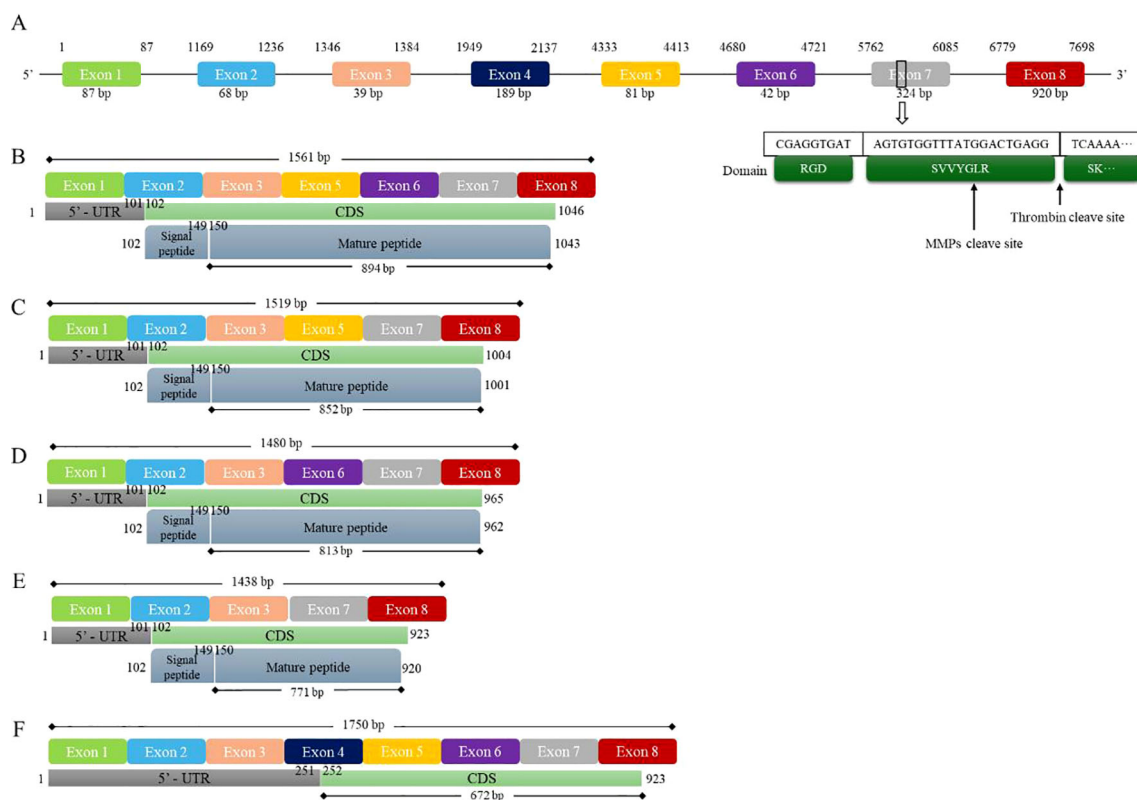 A
1 87 1169 1236 1346 1384 1949 2137 4333 4413 4680 4721 5762 6085 6779 7698
5’ Exon 1 Exon 2 Exon 3 Exon 4 Exon 5 Exon 6 Exon 7 Exon 8 3’
87 bp 68 bp 39 bp 189 bp 81 bp 42 bp 324 bp 920 bp
CGAGGTGAT AGTGTGGTTTATGGACTGAGG TCAAAA⋯
Domain RGD SVVYGLR SK⋯
Thrombin cleave site
MMPs cleave site
B
1561 bp
Exon 1 Exon 2 Exon 3 Exon 5 Exon 6 Exon 7 Exon 8
1 5’ - UTR 101 102 CDS 1046
102 Signal peptide 149 150 Mature peptide 1043
894 bp
C
1519 bp
Exon 1 Exon 2 Exon 3 Exon 5 Exon 7 Exon 8
1 5’ - UTR 101 102 CDS 1004
102 Signal peptide 149 150 Mature peptide 1001
852 bp
D
1480 bp
Exon 1 Exon 2 Exon 3 Exon 6 Exon 7 Exon 8
1 5’ - UTR 101 102 CDS 965
102 Signal peptide 149 150 Mature peptide 962
813 bp
E
1438 bp
Exon 1 Exon 2 Exon 3 Exon 7 Exon 8
1 5’ - UTR 101 102 CDS 923
102 Signal peptide 149 150 Mature peptide 920
771 bp
F
1750 bp
Exon 1 Exon 2 Exon 3 Exon 4 Exon 5 Exon 6 Exon 7 Exon 8
1 5’ - UTR 251 252 CDS 923
672 bp